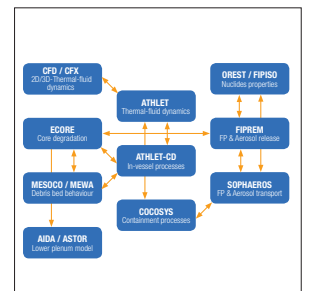 CFD / CFX
2D/3D-Thermal-fluid
dynamics
ATHLET
Thermal-fluid dynamics
OREST / FIPISO
Nuclides properties
ECORE
Core degradation
FIPREM
FP & Aerosol release
ATHLET-CD
In-vessel processes
MESOCO / MEWA
Debris bed behaviour
SOPHAEROS
FP & Aerosol transport
COCOSYS
Containment processes
AIDA / ASTOR
Lower plenum model